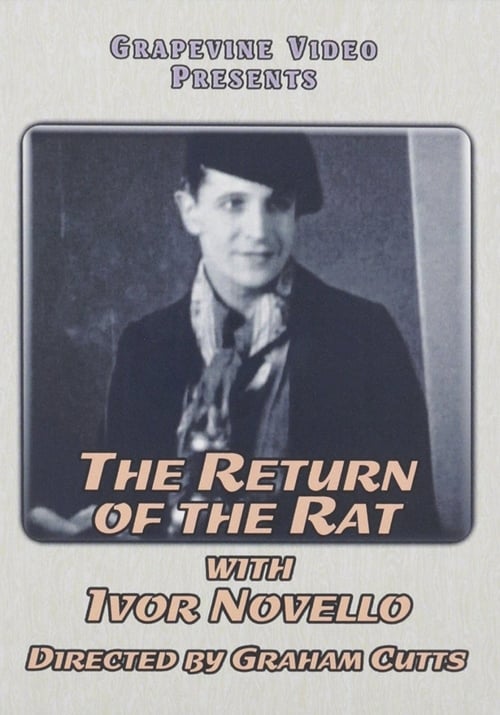 GRAPEVINE VIDEO
PRESENTS
THE RETURN
OF THE RAT
WITH
IVOR NOVELLO
DIRECTED BY GRAHAM CUTTS